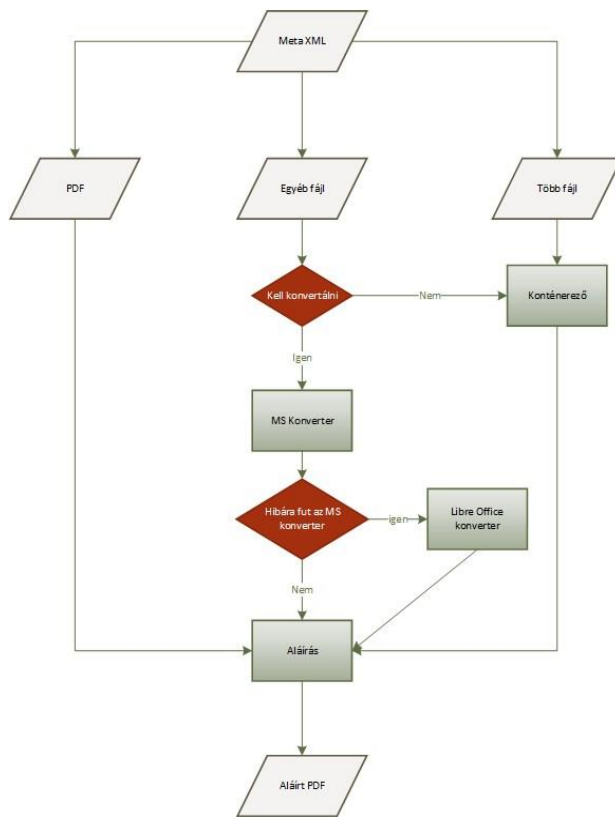 Meta XML
PDF
Egyéb fájl
Több fájl
Kell konvertálni
Nem
Konténerező
Igen
MS Konverter
Hibára fut az MS
konverter
igen
Libre Office
konverter
Nem
Aláírás
Aláírt PDF